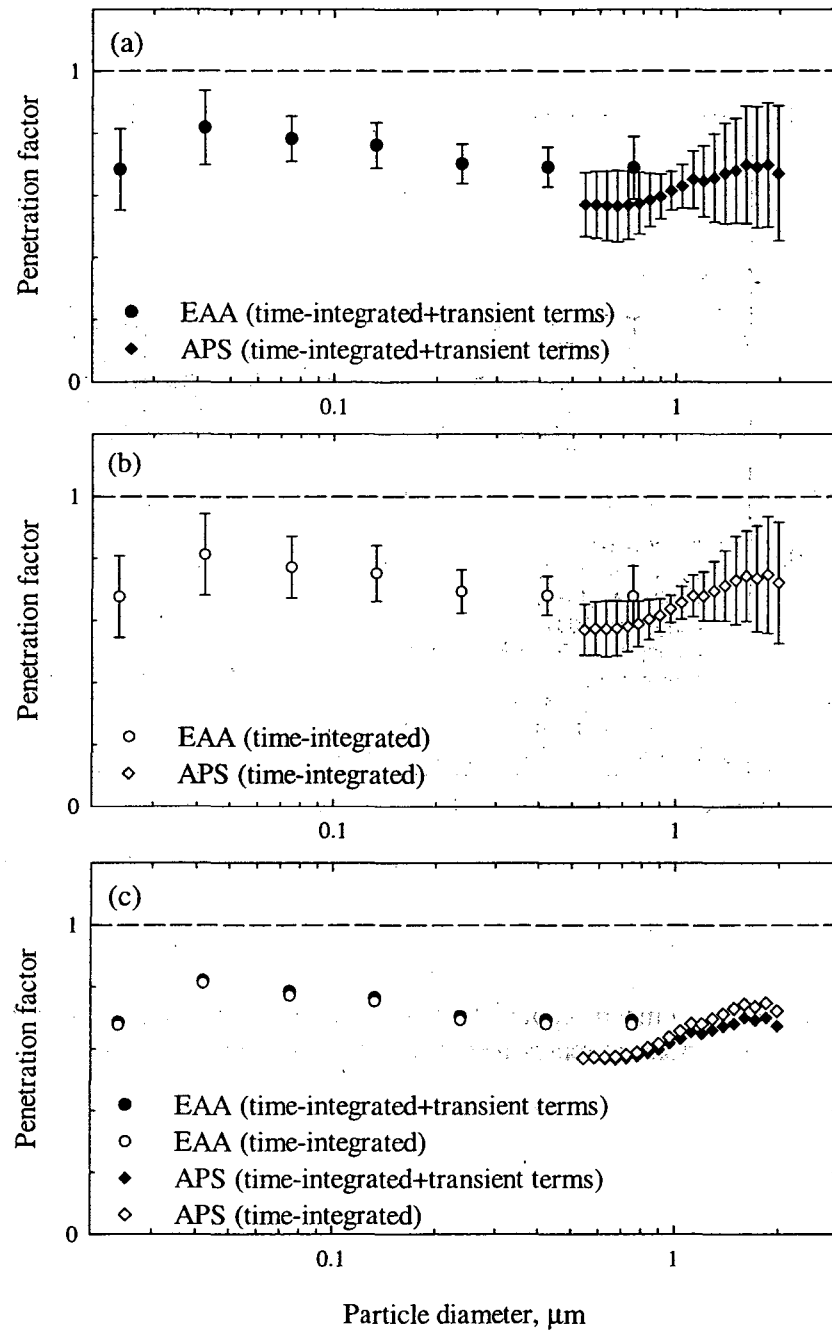 (a)
1
Penetration factor
EAA (time-integrated+transient terms)
APS (time-integrated+transient terms)
0
0.1
1
(b)
1
Penetration factor
EAA (time-integrated)
APS (time-integrated)
0
0.1
1
(c)
1
Penetration factor
EAA (time-integrated+transient terms)
EAA (time-integrated)
APS (time-integrated+transient terms)
APS (time-integrated)
0
0.1
1
Particle diameter, µm